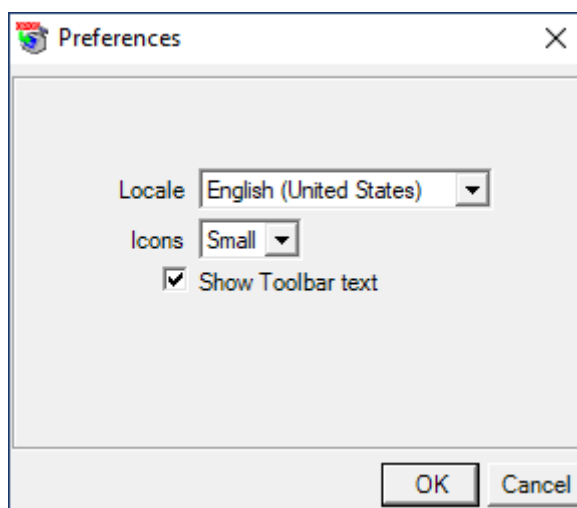 Preferences
Locale English (United States)
Icons Small
Show Toolbar text
OK Cancel